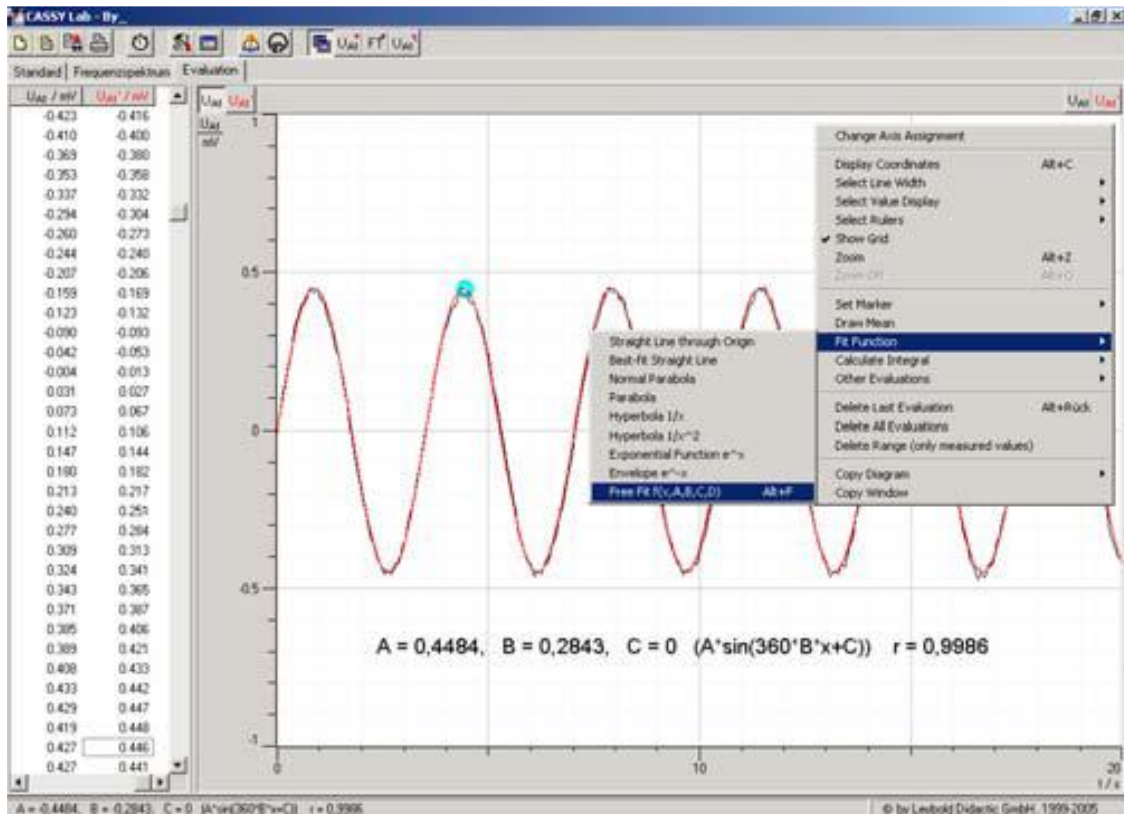 CASSY Lab - By_
Standard Frequenzspektrum Evaluation
U_A1 / mV U_A1' / mV
-0.423 -0.416
-0.410 -0.400
-0.369 -0.380
-0.353 -0.358
-0.337 -0.332
-0.294 -0.304
-0.260 -0.273
-0.244 -0.240
-0.207 -0.206
-0.159 -0.169
-0.123 -0.132
-0.090 -0.093
-0.042 -0.053
-0.004 -0.013
0.031 0.027
0.073 0.067
0.112 0.106
0.147 0.144
0.180 0.182
0.213 0.217
0.240 0.251
0.277 0.284
0.309 0.313
0.324 0.341
0.343 0.365
0.371 0.387
0.385 0.406
0.389 0.421
0.408 0.433
0.433 0.442
0.429 0.447
0.419 0.448
0.427 0.446
0.427 0.441
mV
1
0.5
0
-0.5
-1
0
10
20
t / s
Change Axis Assignment
Display Coordinates Alt+C
Select Line Width
Select Value Display
Select Rulers
Show Grid
Zoom Alt+Z
Zoom Off Alt+O
Set Marker
Draw Mean
Fit Function
Calculate Integral
Other Evaluations
Delete Last Evaluation Alt+Rück
Delete All Evaluations
Delete Range (only measured values)
Copy Diagram
Copy Window
Straight Line through Origin
Best-fit Straight Line
Normal Parabola
Parabola
Hyperbola 1/x
Hyperbola 1/x^2
Exponential Function e^x
Envelope e^-x
Free Fit f(x,A,B,C,D) Alt+F
A = 0,4484, B = 0,2843, C = 0 (A*sin(360*B*x+C)) r = 0,9986
A = -0.4484, B = -0.2843, C = 0 (A*sin(360*B*x+C)) r = 0.9986
© by Leybold Didactic GmbH, 1999-2005